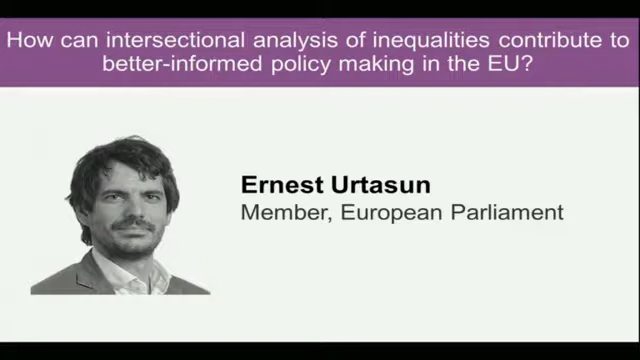 How can intersectional analysis of inequalities contribute to
better-informed policy making in the EU?
Ernest Urtasun
Member, European Parliament